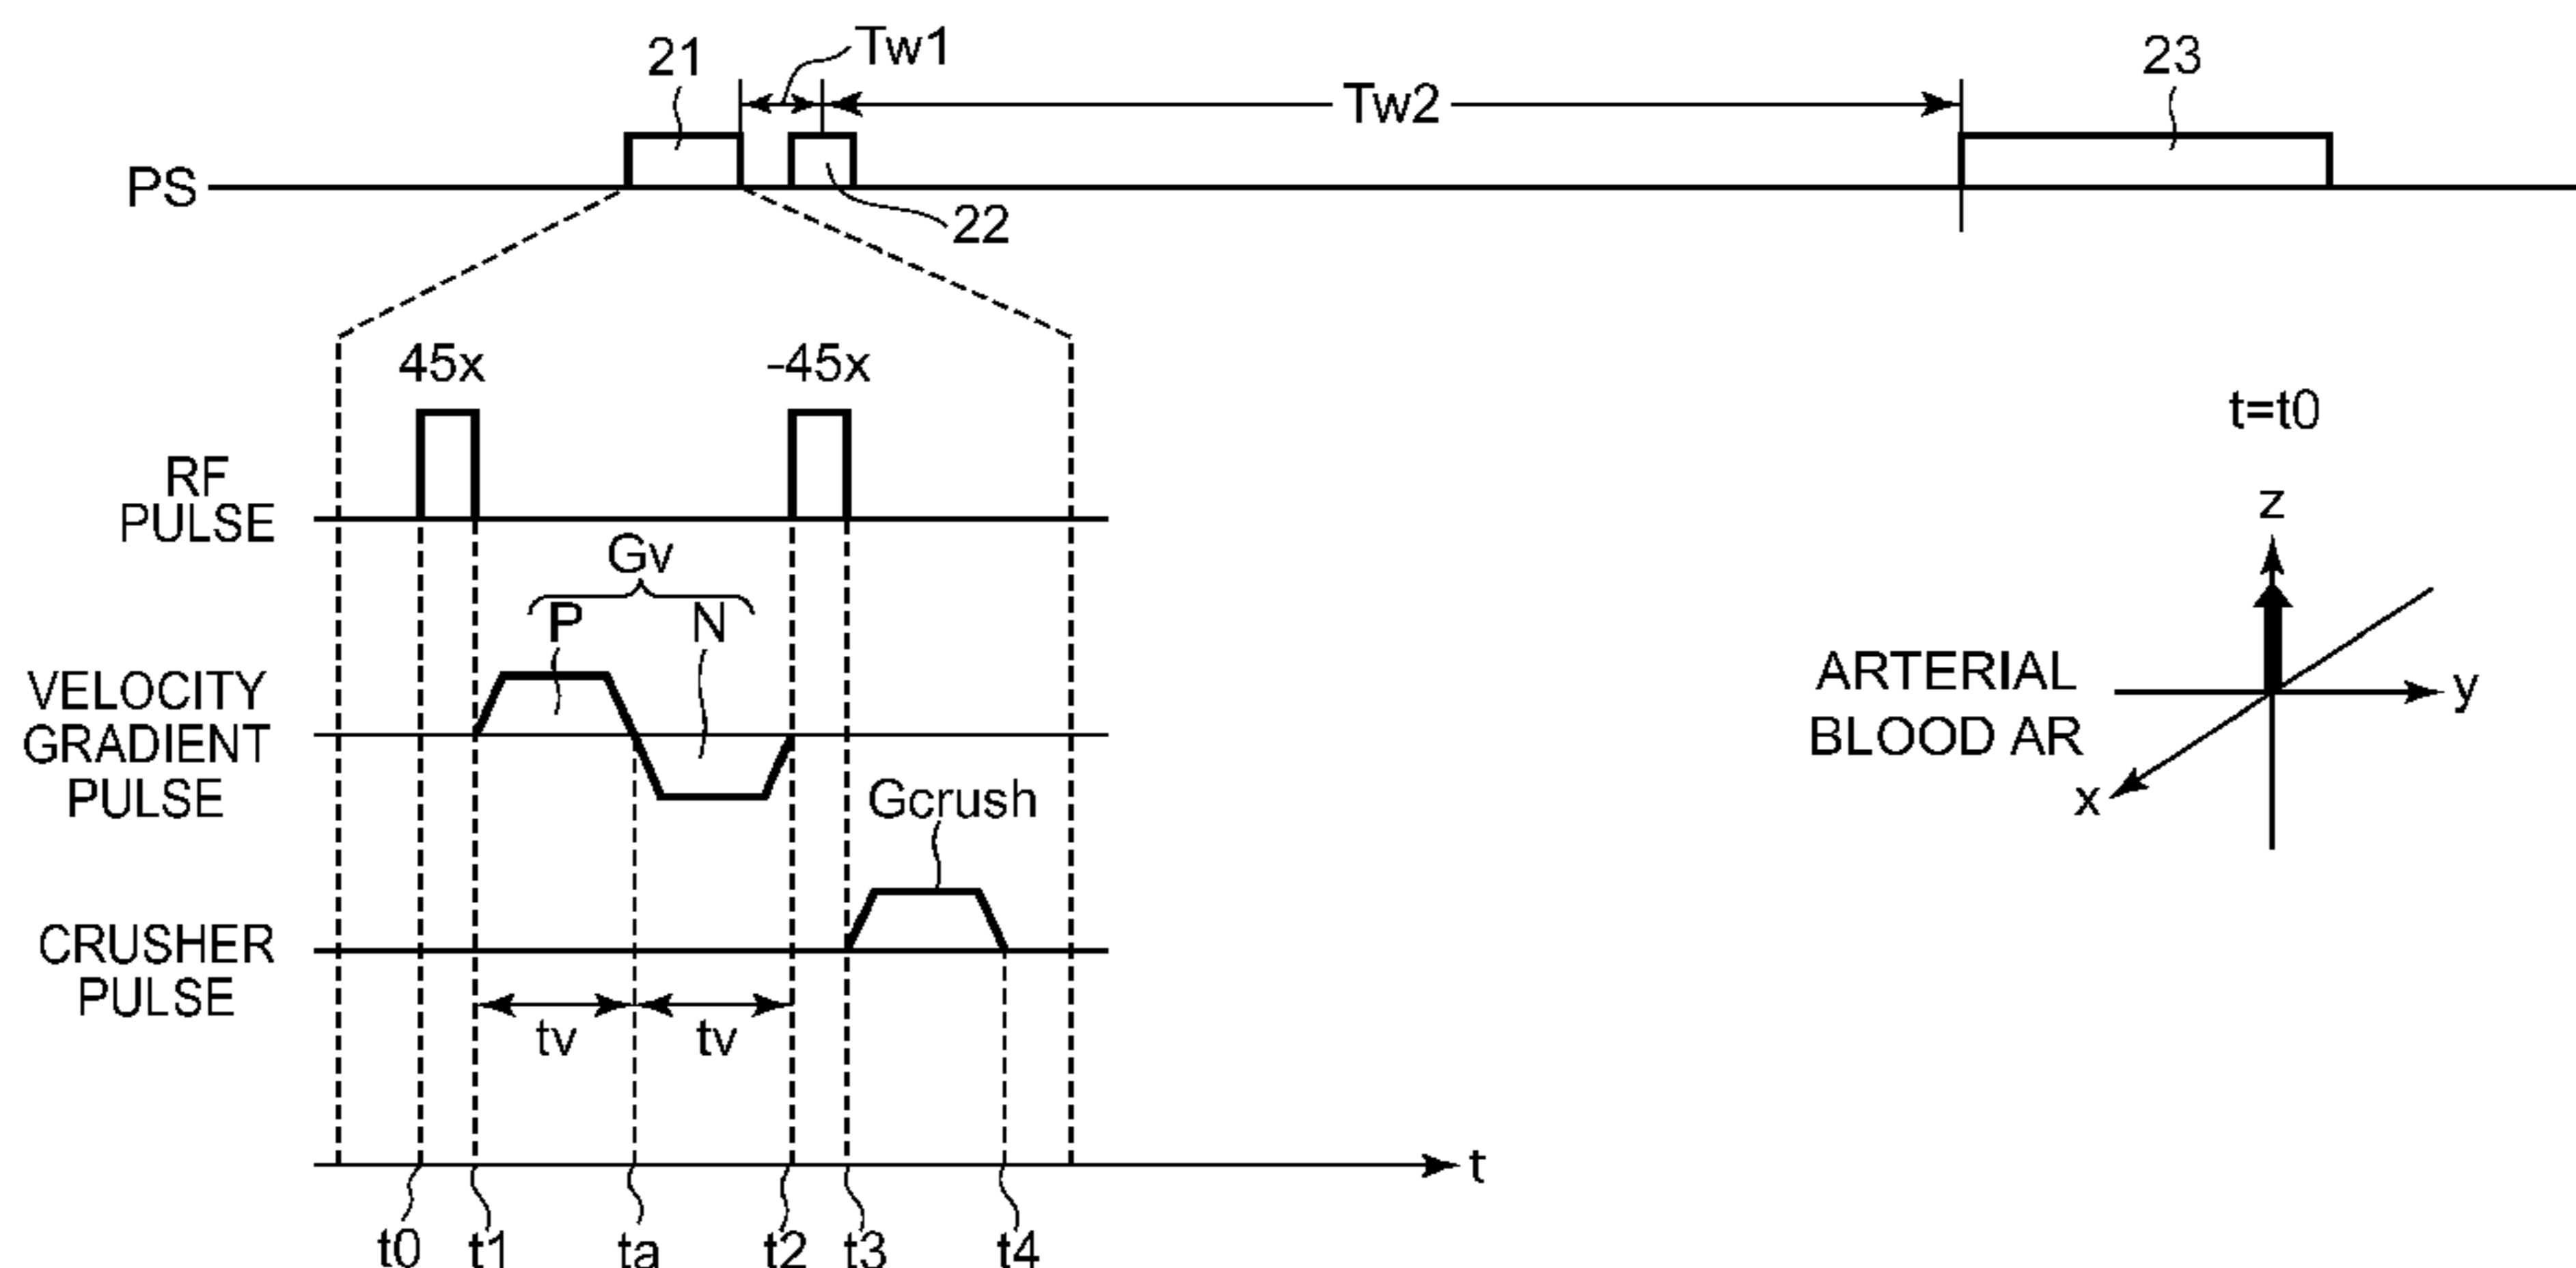 21
Tw1
23
Tw2
PS
22
45x
-45x
t=t0
RF
PULSE
z
Gv
P
N
VELOCITY
GRADIENT
PULSE
ARTERIAL
BLOOD AR
y
x
Gcrush
CRUSHER
PULSE
tv
tv
t
t0
t1
ta
t2
t3
t4